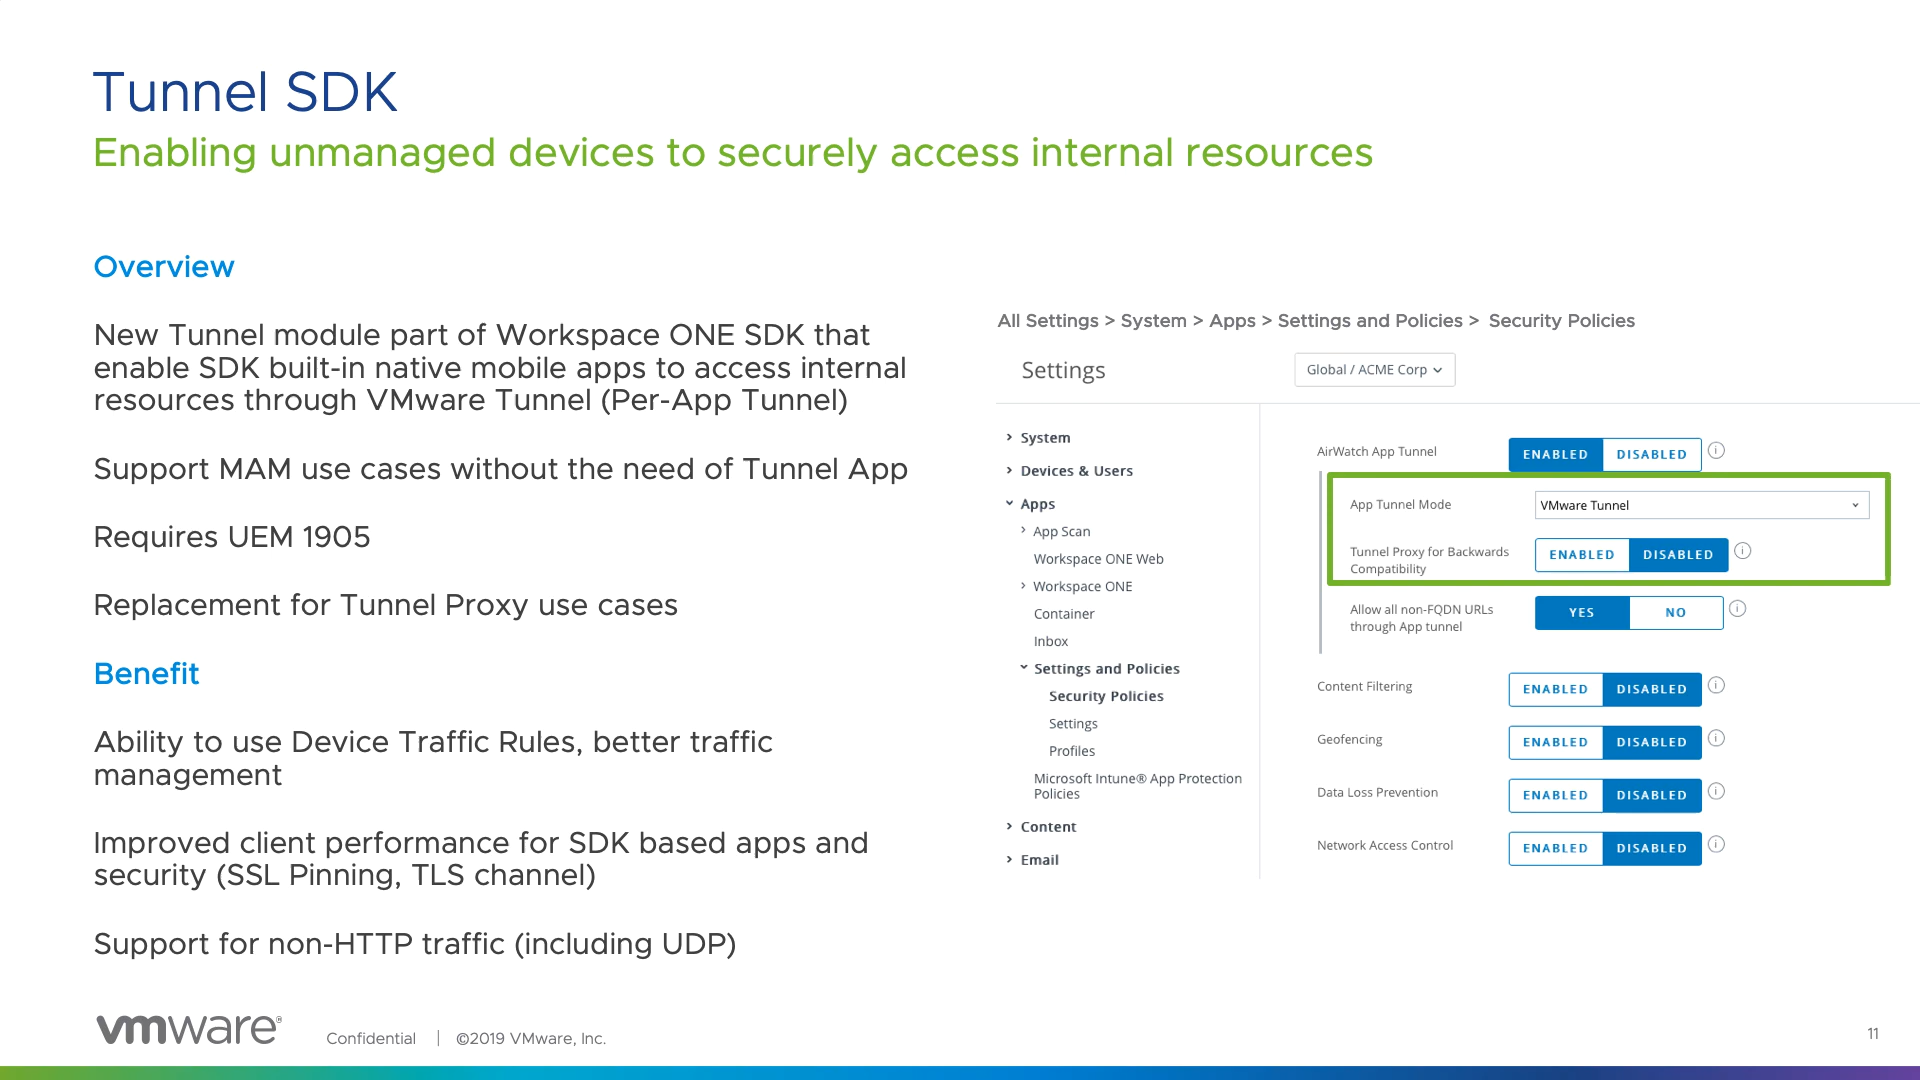 Tunnel SDK
Enabling unmanaged devices to securely access internal resources
Overview
New Tunnel module part of Workspace ONE SDK that
enable SDK built-in native mobile apps to access internal
resources through VMware Tunnel (Per-App Tunnel)
Support MAM use cases without the need of Tunnel App
Requires UEM 1905
Replacement for Tunnel Proxy use cases
Benefit
Ability to use Device Traffic Rules, better traffic
management
Improved client performance for SDK based apps and
security (SSL Pinning, TLS channel)
Support for non-HTTP traffic (including UDP)
All Settings > System > Apps > Settings and Policies > Security Policies
Settings
Global / ACME Corp
System
Devices & Users
Apps
App Scan
Workspace ONE Web
Workspace ONE
Container
Inbox
Settings and Policies
Security Policies
Settings
Profiles
Microsoft Intune® App Protection
Policies
Content
Email
AirWatch App Tunnel ENABLED DISABLED
App Tunnel Mode VMware Tunnel
Tunnel Proxy for Backwards
Compatibility ENABLED DISABLED
Allow all non-FQDN URLs
through App tunnel YES NO
Content Filtering ENABLED DISABLED
Geofencing ENABLED DISABLED
Data Loss Prevention ENABLED DISABLED
Network Access Control ENABLED DISABLED
vmware®
Confidential | ©2019 VMware, Inc.
11